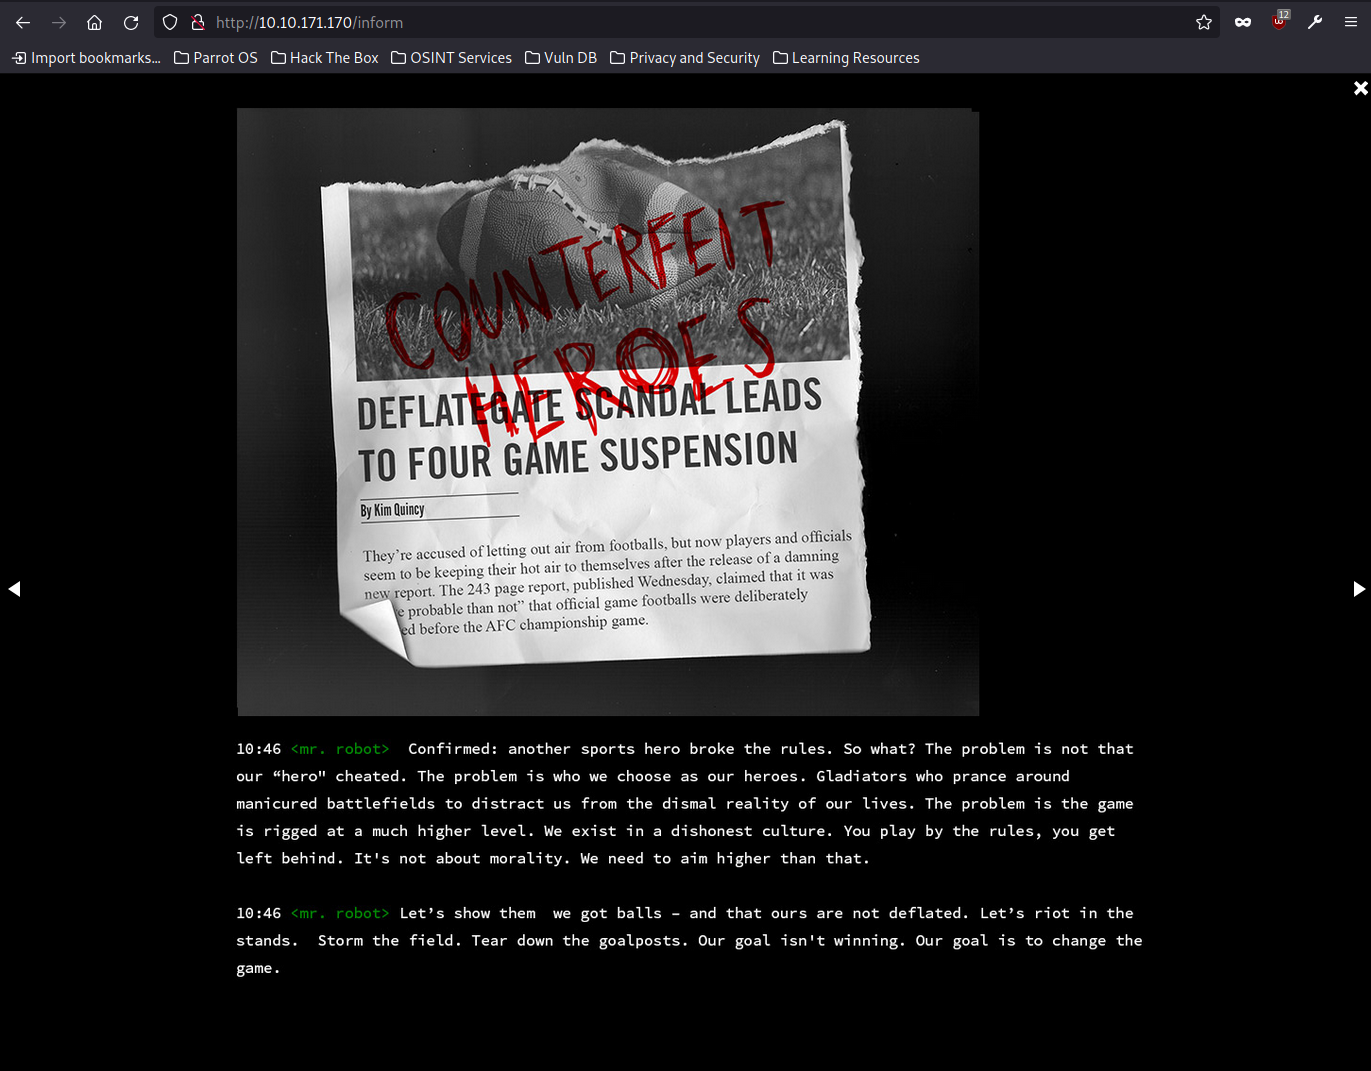 http://10.10.171.170/inform
12
Import bookmarks... Parrot OS Hack The Box OSINT Services Vuln DB Privacy and Security Learning Resources
COUNTERFEIT
HEROES
DEFLATEGATE SCANDAL LEADS
TO FOUR GAME SUSPENSION
By Kim Quincy
They're accused of letting out air from footballs, but now players and officials
seem to be keeping their hot air to themselves after the release of a damning
new report. The 243 page report, published Wednesday, claimed that it was
e probable than not” that official game footballs were deliberately
ed before the AFC championship game.
10:46 <mr. robot>  Confirmed: another sports hero broke the rules. So what? The problem is not that
our “hero" cheated. The problem is who we choose as our heroes. Gladiators who prance around
manicured battlefields to distract us from the dismal reality of our lives. The problem is the game
is rigged at a much higher level. We exist in a dishonest culture. You play by the rules, you get
left behind. It's not about morality. We need to aim higher than that.
10:46 <mr. robot> Let’s show them  we got balls – and that ours are not deflated. Let’s riot in the
stands.  Storm the field. Tear down the goalposts. Our goal isn't winning. Our goal is to change the
game.